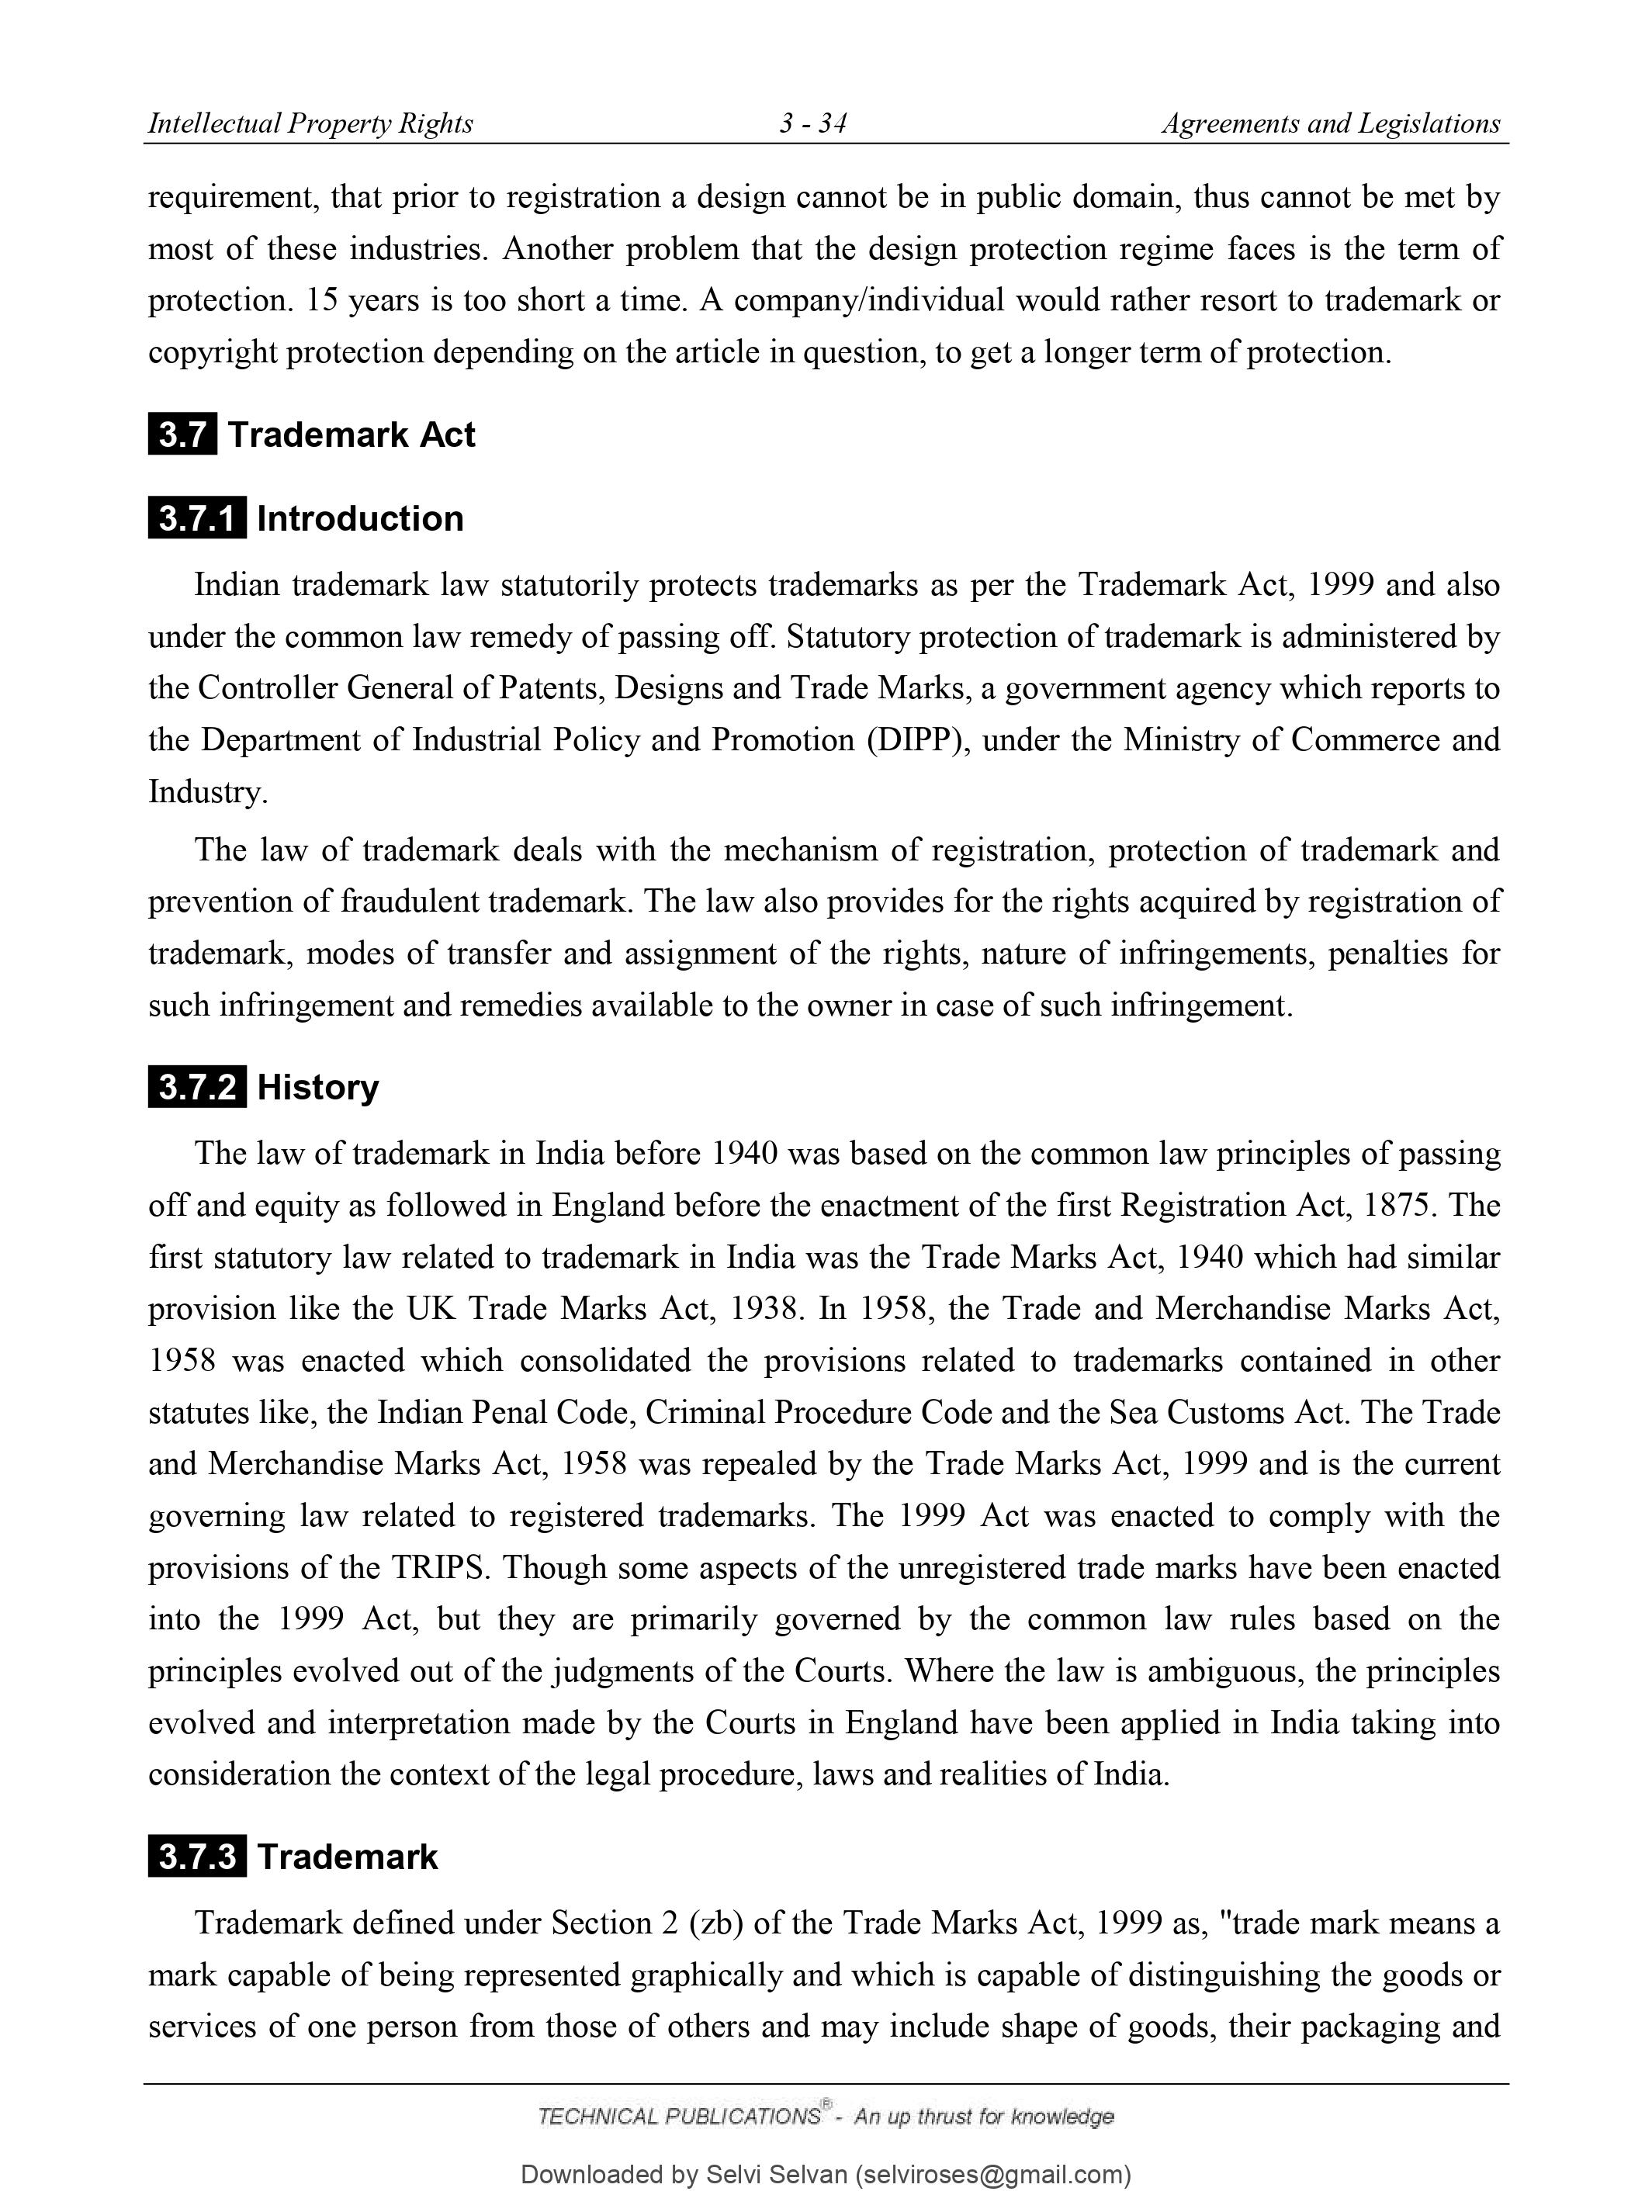 Intellectual Property Rights 3 - 34 Agreements and Legislations
requirement, that prior to registration a design cannot be in public domain, thus cannot be met by
most of these industries. Another problem that the design protection regime faces is the term of
protection. 15 years is too short a time. A company/individual would rather resort to trademark or
copyright protection depending on the article in question, to get a longer term of protection.
3.7 Trademark Act
3.7.1 Introduction
Indian trademark law statutorily protects trademarks as per the Trademark Act, 1999 and also
under the common law remedy of passing off. Statutory protection of trademark is administered by
the Controller General of Patents, Designs and Trade Marks, a government agency which reports to
the Department of Industrial Policy and Promotion (DIPP), under the Ministry of Commerce and
Industry.
The law of trademark deals with the mechanism of registration, protection of trademark and
prevention of fraudulent trademark. The law also provides for the rights acquired by registration of
trademark, modes of transfer and assignment of the rights, nature of infringements, penalties for
such infringement and remedies available to the owner in case of such infringement.
3.7.2 History
The law of trademark in India before 1940 was based on the common law principles of passing
off and equity as followed in England before the enactment of the first Registration Act, 1875. The
first statutory law related to trademark in India was the Trade Marks Act, 1940 which had similar
provision like the UK Trade Marks Act, 1938. In 1958, the Trade and Merchandise Marks Act,
1958 was enacted which consolidated the provisions related to trademarks contained in other
statutes like, the Indian Penal Code, Criminal Procedure Code and the Sea Customs Act. The Trade
and Merchandise Marks Act, 1958 was repealed by the Trade Marks Act, 1999 and is the current
governing law related to registered trademarks. The 1999 Act was enacted to comply with the
provisions of the TRIPS. Though some aspects of the unregistered trade marks have been enacted
into the 1999 Act, but they are primarily governed by the common law rules based on the
principles evolved out of the judgments of the Courts. Where the law is ambiguous, the principles
evolved and interpretation made by the Courts in England have been applied in India taking into
consideration the context of the legal procedure, laws and realities of India.
3.7.3 Trademark
Trademark defined under Section 2 (zb) of the Trade Marks Act, 1999 as, "trade mark means a
mark capable of being represented graphically and which is capable of distinguishing the goods or
services of one person from those of others and may include shape of goods, their packaging and
TECHNICAL PUBLICATIONS® - An up thrust for knowledge
Downloaded by Selvi Selvan (selviroses@gmail.com)